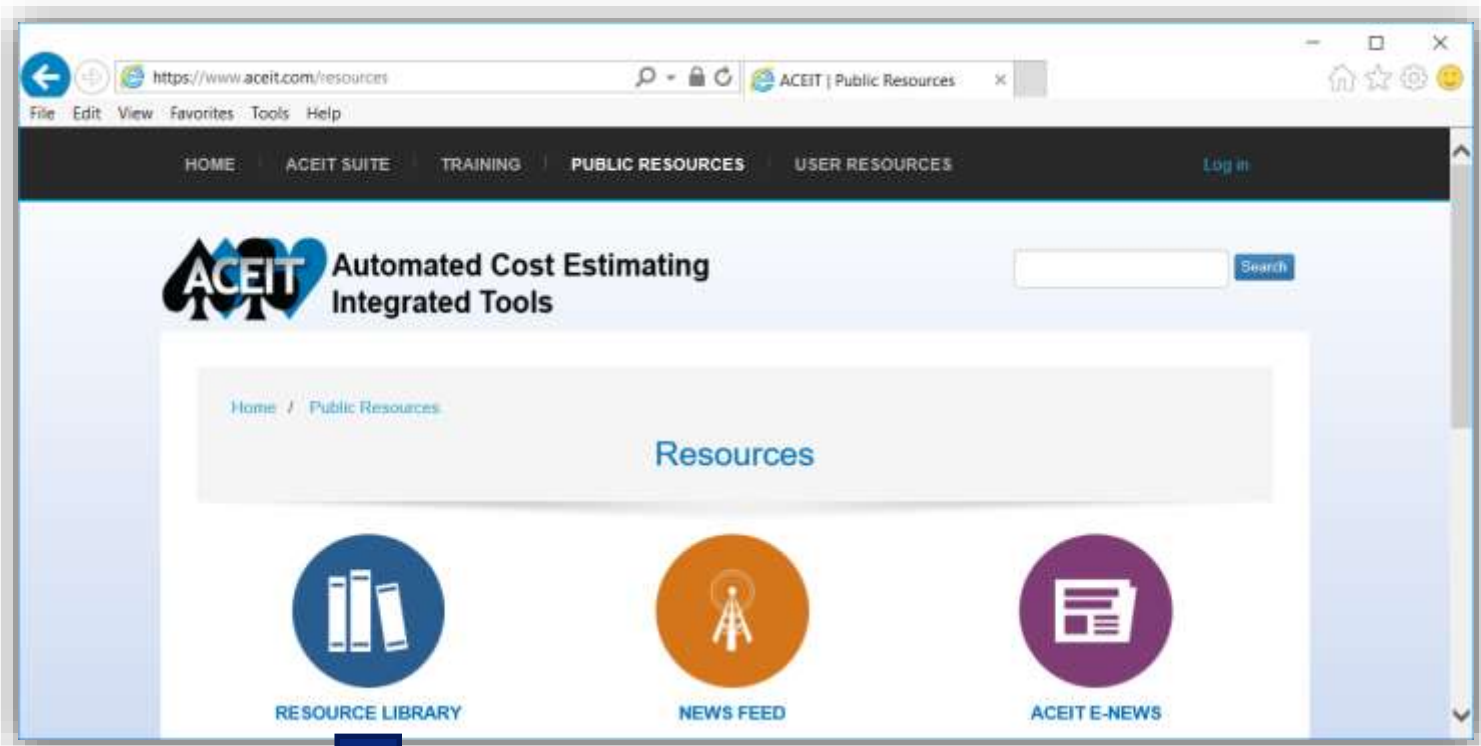 https://www.aceit.com/resources
ACEIT | Public Resources
File Edit View Favorites Tools Help
HOME ACEIT SUITE TRAINING PUBLIC RESOURCES USER RESOURCES Log in
ACEIT
Automated Cost Estimating
Integrated Tools
Search
Home / Public Resources
Resources
RESOURCE LIBRARY NEWS FEED ACEIT E-NEWS